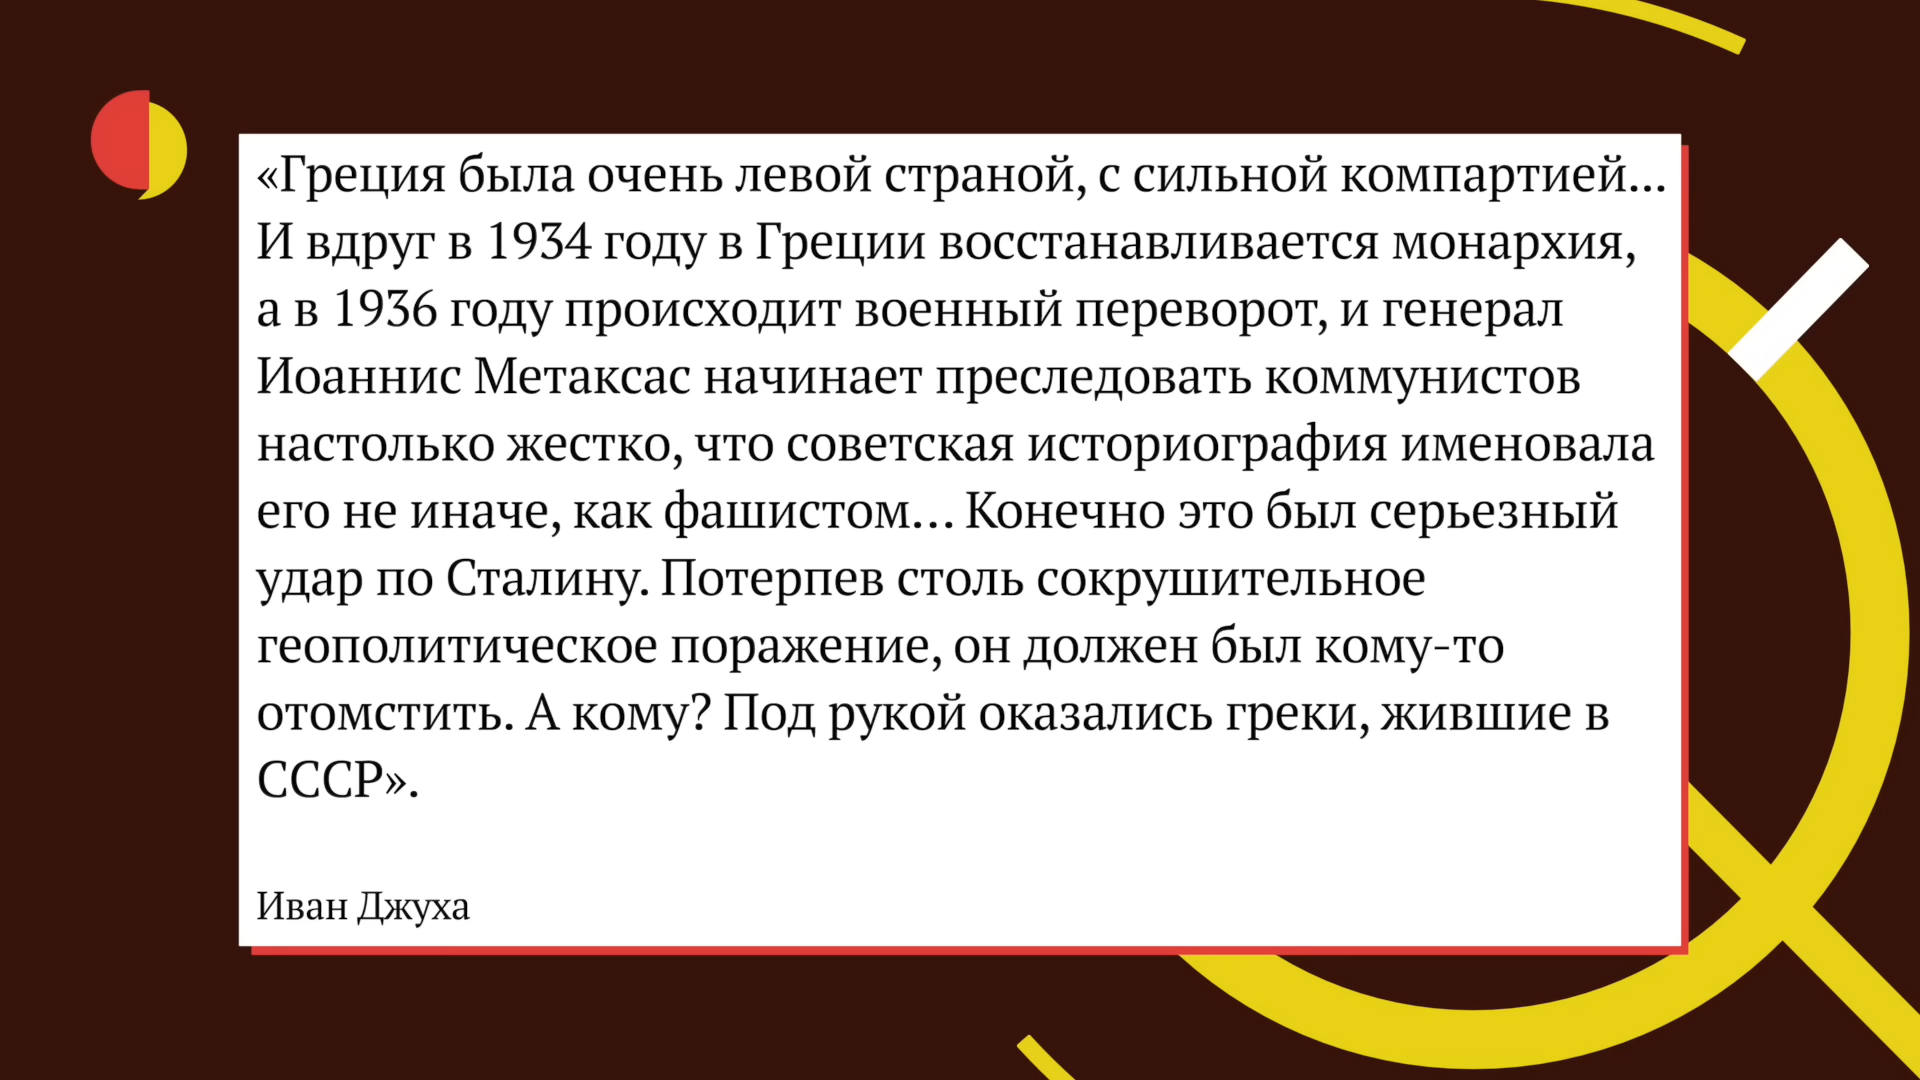 «Греция была очень левой страной, с сильной компартией...
И вдруг в 1934 году в Греции восстанавливается монархия,
а в 1936 году происходит военный переворот, и генерал
Иоаннис Метаксас начинает преследовать коммунистов
настолько жестко, что советская историография именовала
его не иначе, как фашистом... Конечно это был серьезный
удар по Сталину. Потерпев столь сокрушительное
геополитическое поражение, он должен был кому-то
отомстить. А кому? Под рукой оказались греки, жившие в
СССР».
Иван Джуха